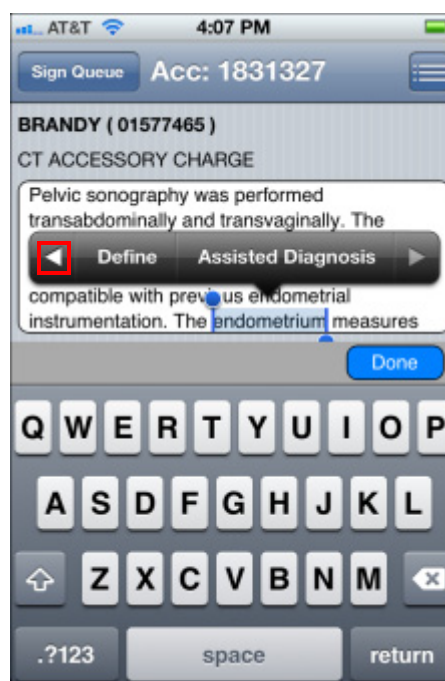 AT&T 4:07 PM
Sign Queue Acc: 1831327
BRANDY ( 01577465 )
CT ACCESSORY CHARGE
Pelvic sonography was performed
transabdominally and transvaginally. The
Define Assisted Diagnosis
compatible with previous endometrial
instrumentation. The endometrium measures
Done
Q W E R T Y U I O P
A S D F G H J K L
Z X C V B N M
.?123 space return